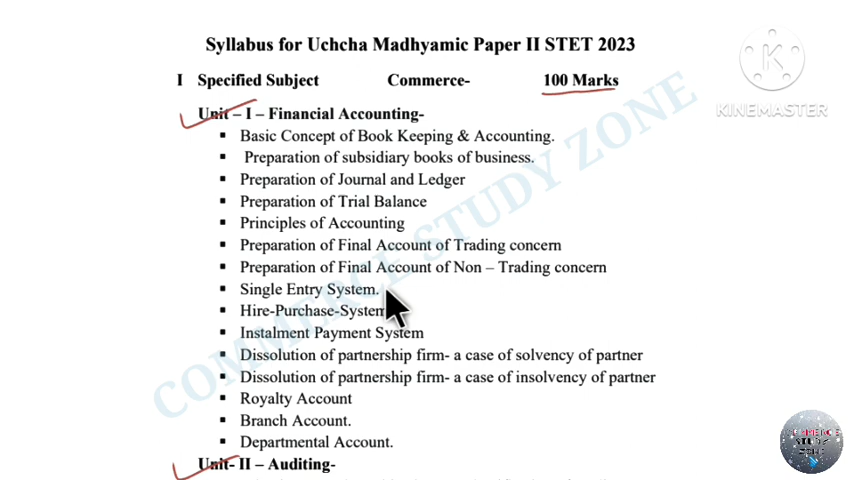 Syllabus for Uchcha Madhyamic Paper II STET 2023
I Specified Subject Commerce- 100 Marks
Unit – I – Financial Accounting-
▪ Basic Concept of Book Keeping & Accounting.
▪ Preparation of subsidiary books of business.
▪ Preparation of Journal and Ledger
▪ Preparation of Trial Balance
▪ Principles of Accounting
▪ Preparation of Final Account of Trading concern
▪ Preparation of Final Account of Non – Trading concern
▪ Single Entry System.
▪ Hire-Purchase-System
▪ Instalment Payment System
▪ Dissolution of partnership firm- a case of solvency of partner
▪ Dissolution of partnership firm- a case of insolvency of partner
▪ Royalty Account
▪ Branch Account.
▪ Departmental Account.
Unit- II – Auditing-
COMMERCE STUDY ZONE
K
KINEMASTER
COMMERCE
STUDY
ZONE